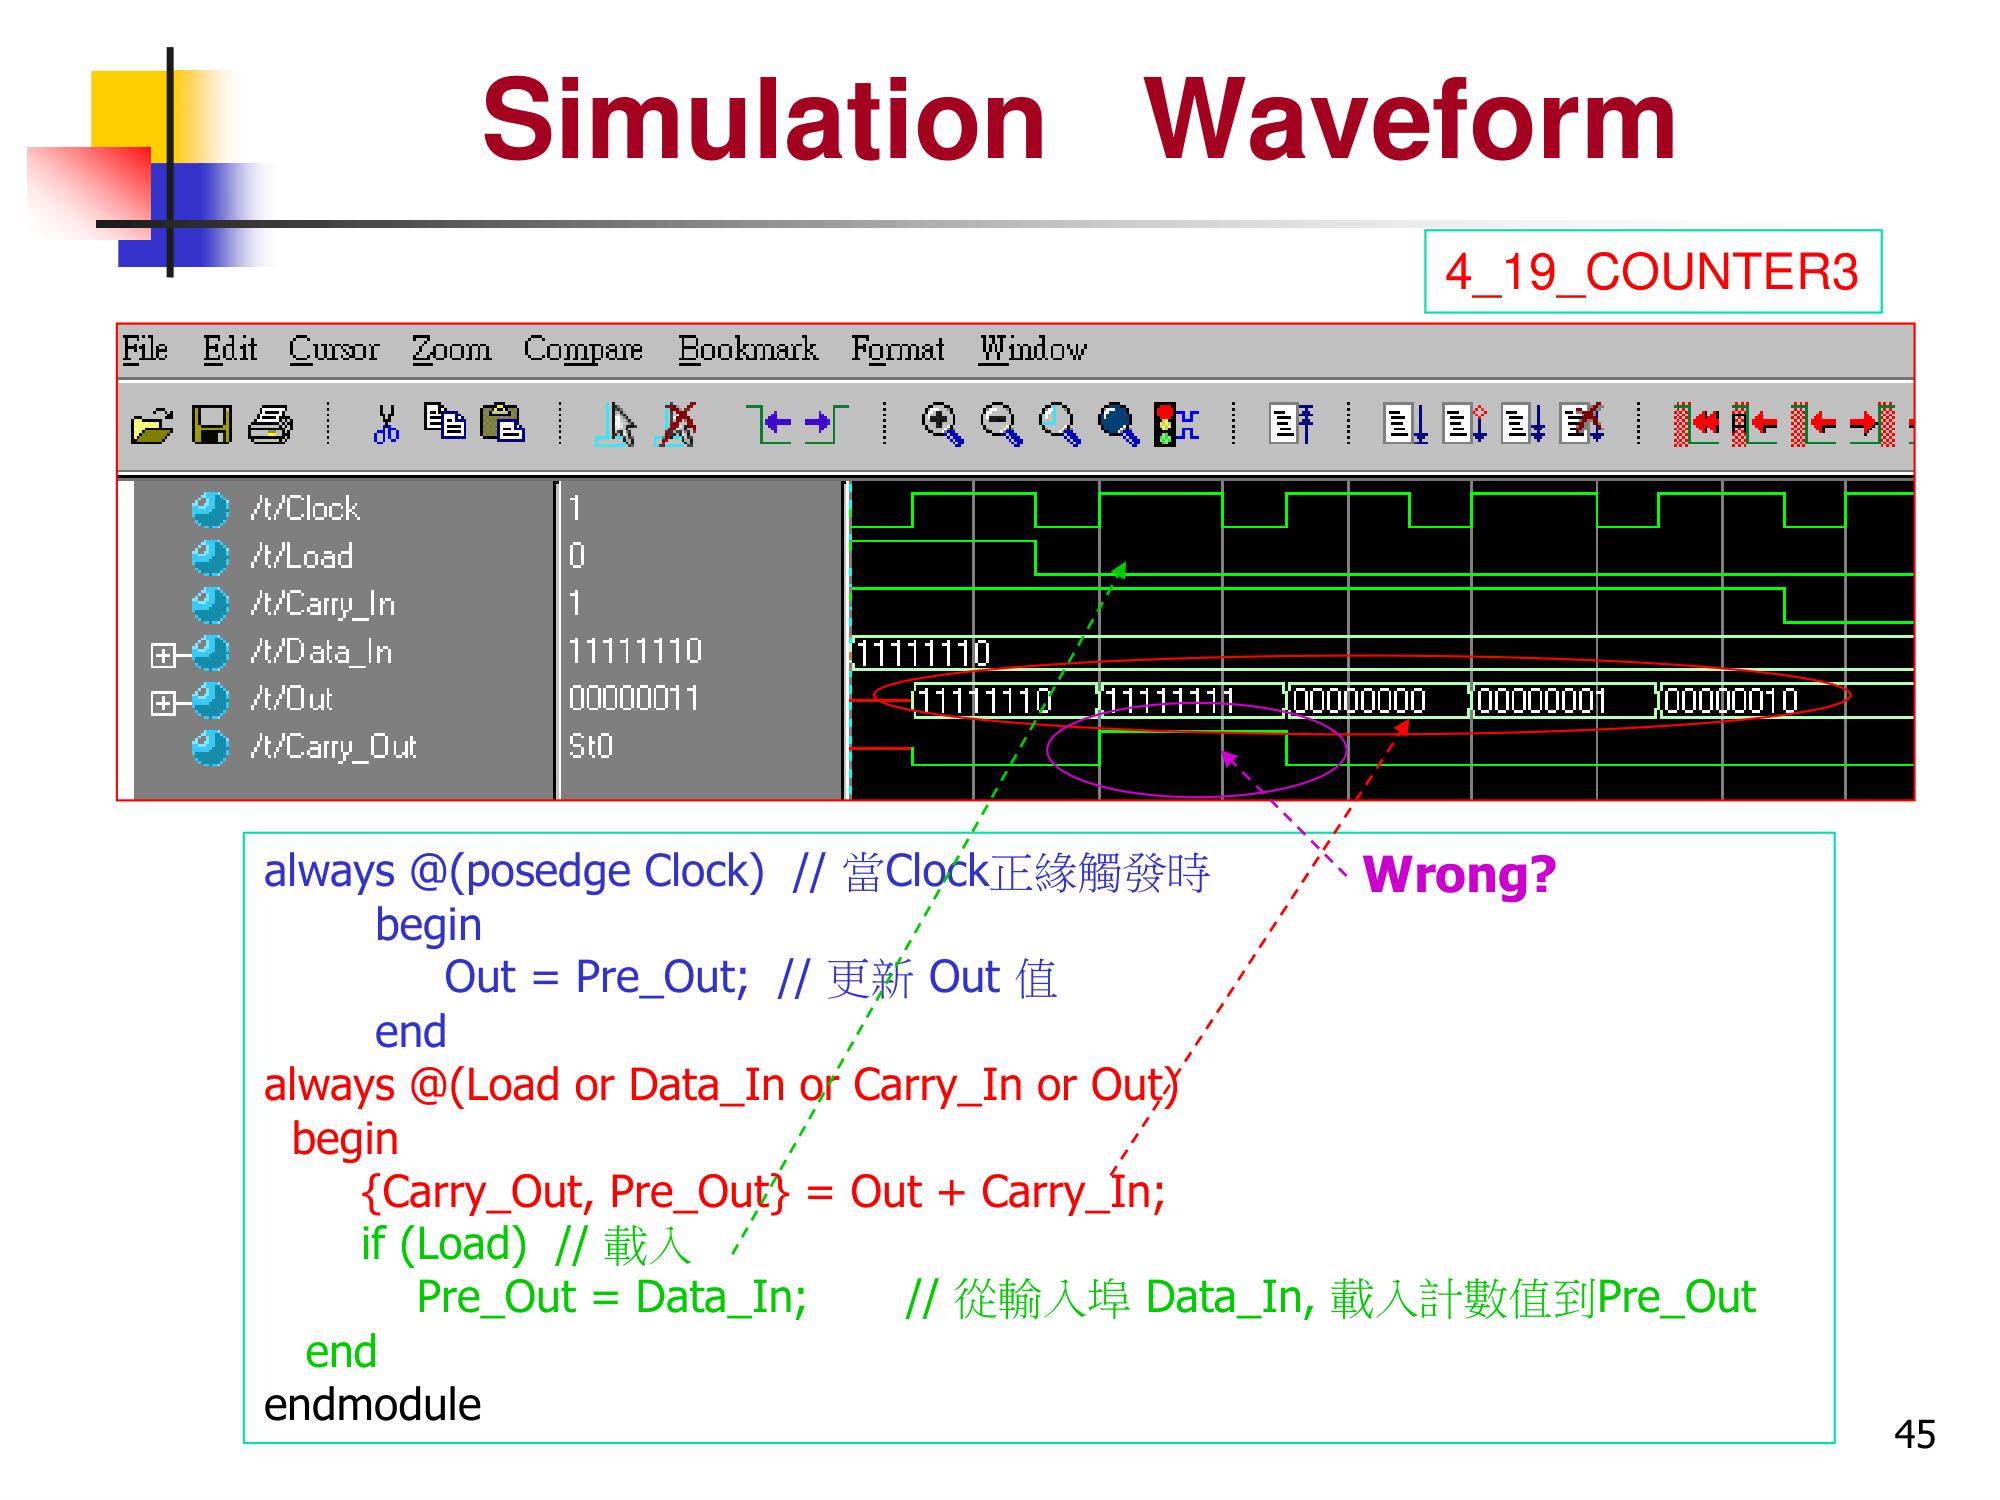 Simulation Waveform
4_19_COUNTER3
File Edit Cursor Zoom Compare Bookmark Format Window
/t/Clock 1
/t/Load 0
/t/Carry_In 1
/t/Data_In 11111110 11111110
/t/Out 00000011 11111110 11111111 00000000 00000001 00000010
/t/Carry_Out St0
always @(posedge Clock) // 當Clock正緣觸發時 Wrong?
begin
Out = Pre_Out; // 更新 Out 值
end
always @(Load or Data_In or Carry_In or Out)
begin
{Carry_Out, Pre_Out} = Out + Carry_In;
if (Load) // 載入
Pre_Out = Data_In; // 從輸入埠 Data_In, 載入計數值到Pre_Out
end
endmodule
45